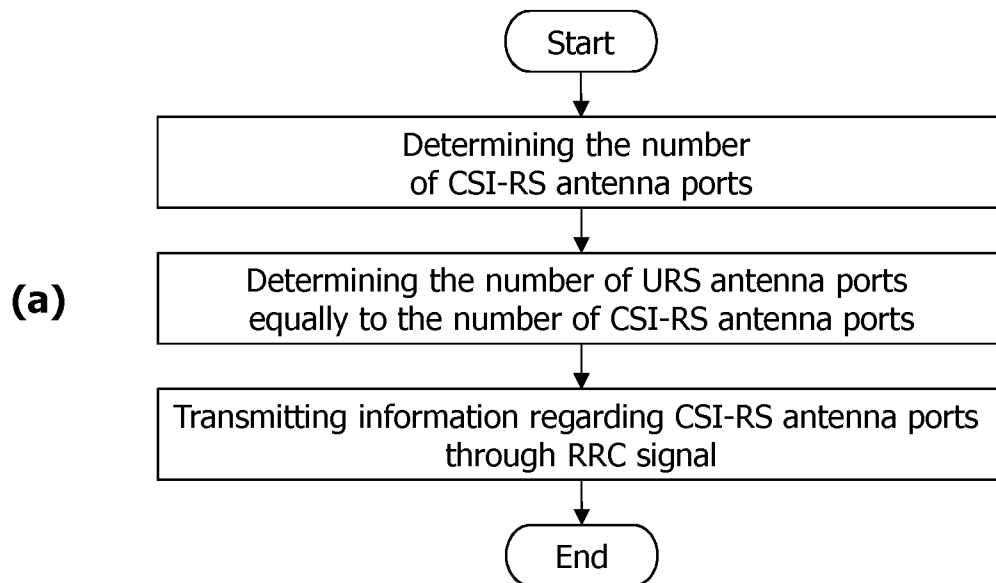 Start
Determining the number
of CSI-RS antenna ports
(a)
Determining the number of URS antenna ports
equally to the number of CSI-RS antenna ports
Transmitting information regarding CSI-RS antenna ports
through RRC signal
End